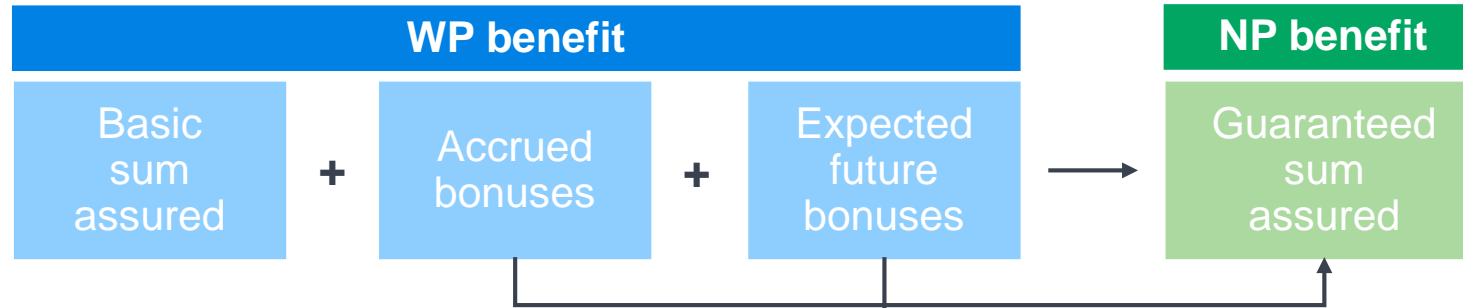 WP benefit
NP benefit
Basic
sum
assured
+
Accrued
bonuses
+
Expected
future
bonuses
Guaranteed
sum
assured